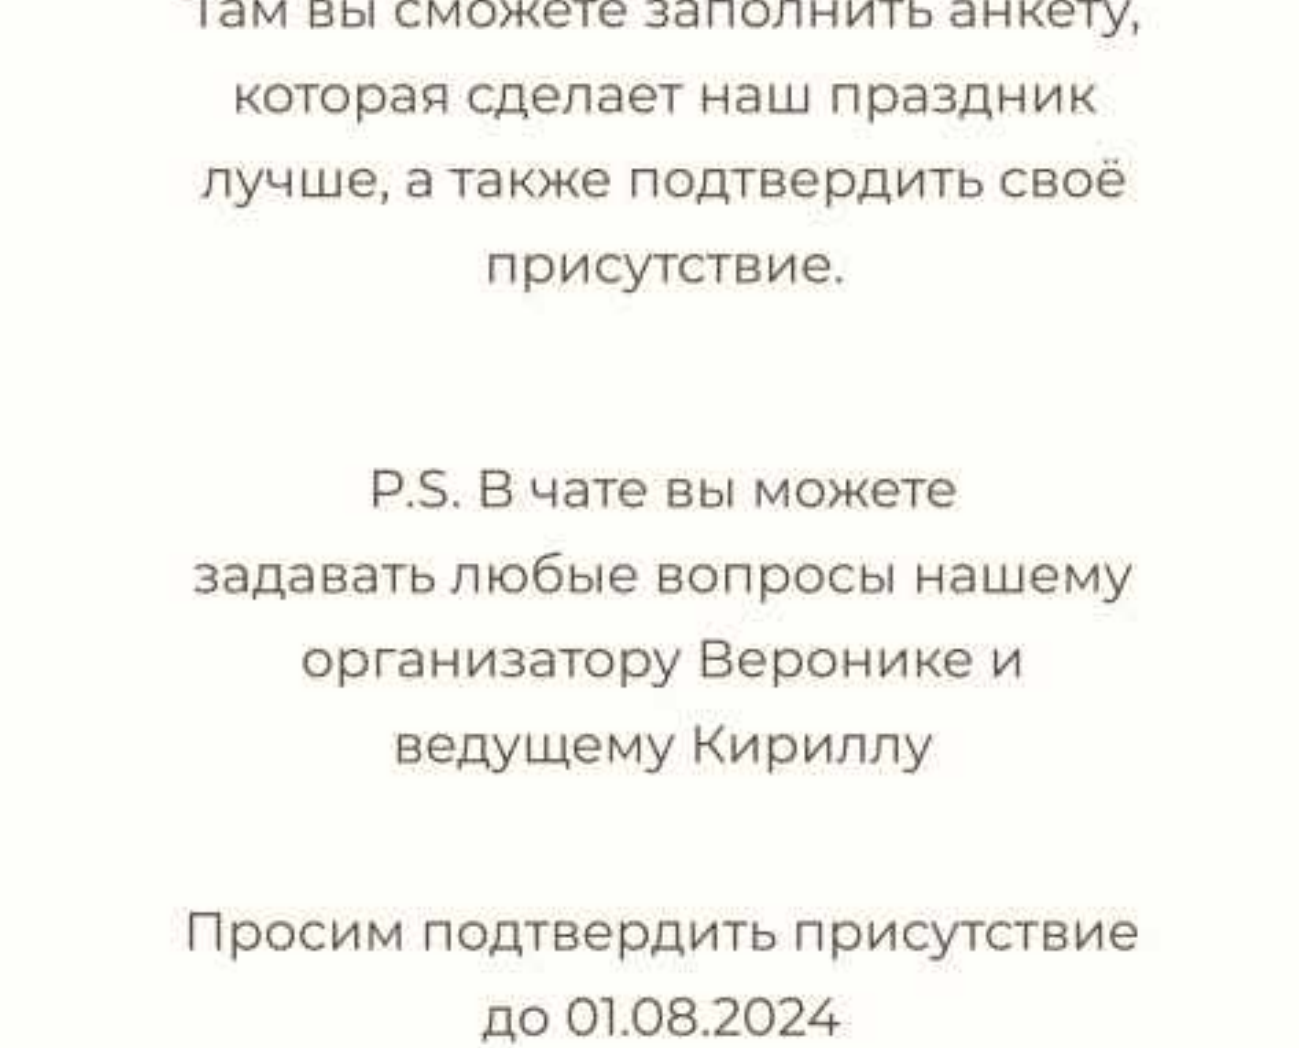 Там вы сможете заполнить анкету,
которая сделает наш праздник
лучше, а также подтвердить своё
присутствие.
P.S. В чате вы можете
задавать любые вопросы нашему
организатору Веронике и
ведущему Кириллу
Просим подтвердить присутствие
до 01.08.2024